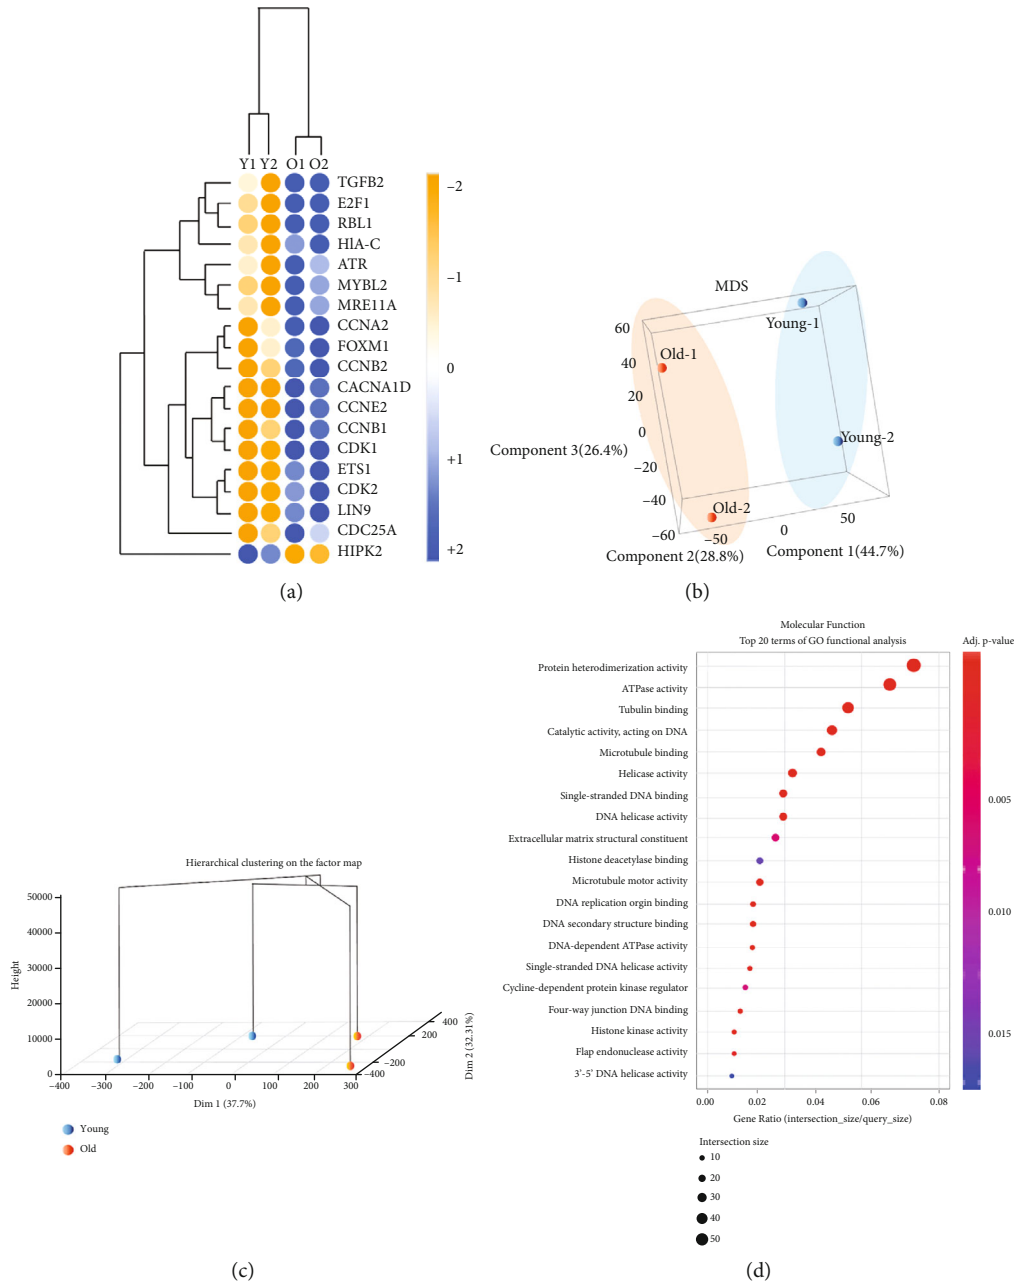 Y1 Y2 O1 O2
TGFB2
E2F1
RBL1
HlA-C
ATR
MYBL2
MRE11A
CCNA2
FOXM1
CCNB2
CACNA1D
CCNE2
CCNB1
CDK1
ETS1
CDK2
LIN9
CDC25A
HIPK2
–2
–1
0
+1
+2
(a)
MDS
60
40
20
0
–20
–40
–60
Component 3(26.4%)
Old-1
Old-2
Young-1
Young-2
–50
0
50
Component 2(28.8%)
Component 1(44.7%)
(b)
Hierarchical clustering on the factor map
Height
50000
40000
30000
20000
10000
0
–400 –300 –200 –100 0 100 200 300
Dim 1 (37.7%)
–400
–200
200
400
Dim 2 (32.31%)
Young
Old
(c)
Molecular Function
Top 20 terms of GO functional analysis
Adj. p-value
Protein heterodimerization activity
ATPase activity
Tubulin binding
Catalytic activity, acting on DNA
Microtubule binding
Helicase activity
Single-stranded DNA binding
DNA helicase activity
Extracellular matrix structural constituent
Histone deacetylase binding
Microtubule motor activity
DNA replication orgin binding
DNA secondary structure binding
DNA-dependent ATPase activity
Single-stranded DNA helicase activity
Cycline-dependent protein kinase regulator
Four-way junction DNA binding
Histone kinase activity
Flap endonuclease activity
3'-5' DNA helicase activity
0.005
0.010
0.015
0.00 0.02 0.04 0.06 0.08
Gene Ratio (intersection_size/query_size)
Intersection size
10
20
30
40
50
(d)